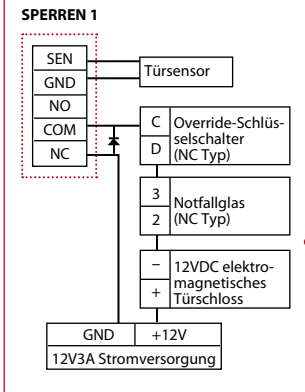 SPERREN 1
SEN
GND
NO
COM
NC
Türsensor
C
D
Override-Schlüs-
selschalter
(NC Typ)
3
2
Notfallglas
(NC Typ)
–
+
12VDC elektro-
magnetisches
Türschloss
GND +12V
12V3A Stromversorgung